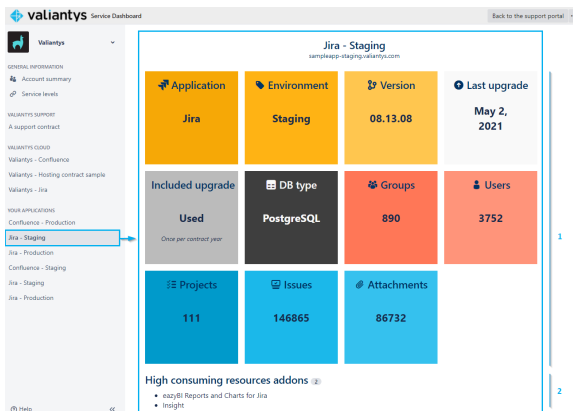 valiantys Service Dashboard
Back to the support portal
Valiantys
GENERAL INFORMATION
Account summary
Service levels
VALIANTYS SUPPORT
A support contract
VALIANTYS CLOUD
Valiantys - Confluence
Valiantys - Hosting contract sample
Valiantys - Jira
YOUR APPLICATIONS
Confluence - Production
Jira - Staging
Jira - Production
Confluence - Staging
Jira - Staging
Jira - Production
Help
Jira - Staging
sampleapp-staging.valiantys.com
Application
Jira
Environment
Staging
Version
08.13.08
Last upgrade
May 2,
2021
Included upgrade
Used
Once per contract year
DB type
PostgreSQL
Groups
890
Users
3752
Projects
111
Issues
146865
Attachments
86732
1
High consuming resources addons 2
eazyBI Reports and Charts for Jira
Insight
2